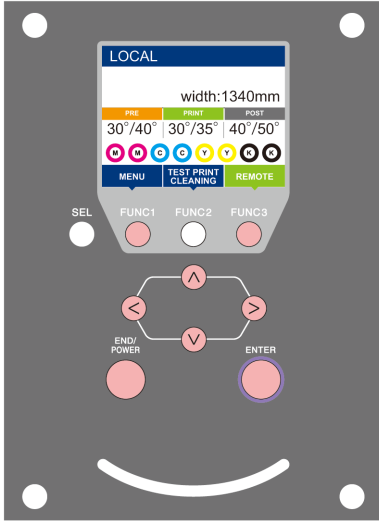 LOCAL
width:1340mm
PRE PRINT POST
30°/40° 30°/35° 40°/50°
M M C C Y Y K K
MENU TEST PRINT CLEANING REMOTE
SEL FUNC1 FUNC2 FUNC3
END/
POWER
ENTER